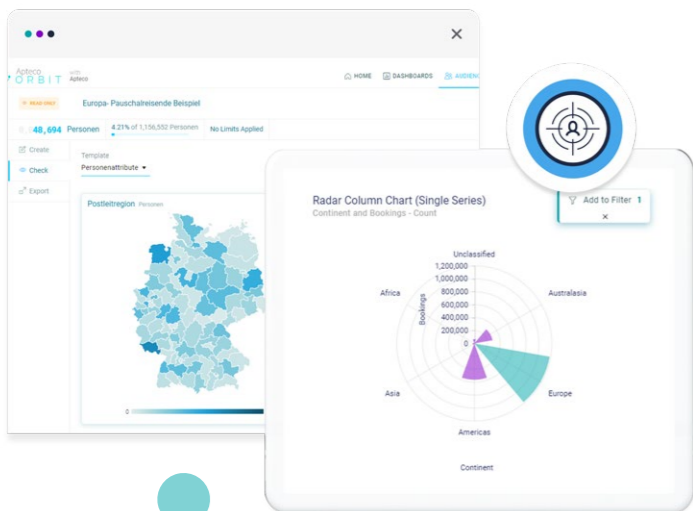 Apteco
ORBIT
with
Apteco
HOME
DASHBOARDS
READ ONLY
Europa- Pauschalreisende Beispiel
48,694 Personen
4.21% of 1,156,552 Personen
No Limits Applied
Create
Check
Export
Template
Personenattribute
Postleitregion Personen
0
Radar Column Chart (Single Series)
Continent and Bookings - Count
Add to Filter 1
Unclassified
1,200,000
1,000,000
800,000
600,000
400,000
200,000
0
Bookings
Africa
Australasia
Asia
Europe
Americas
Continent